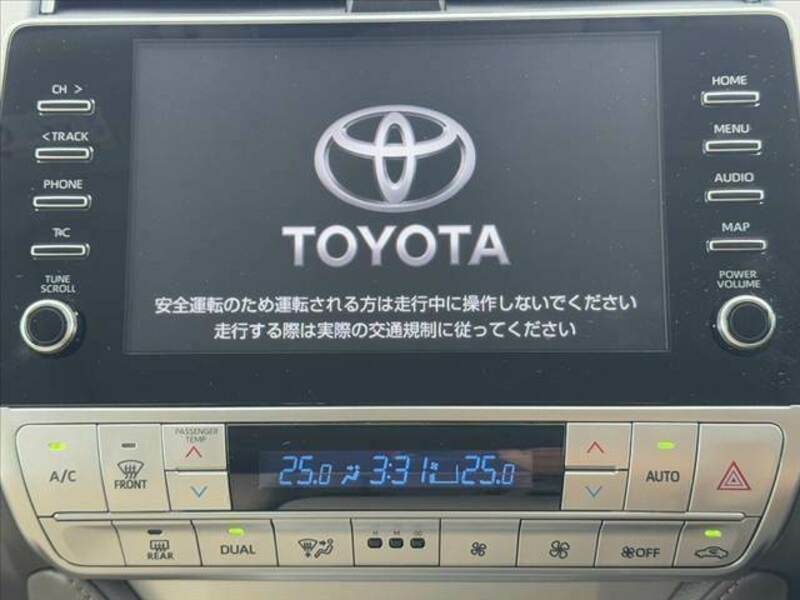 CH >
< TRACK
PHONE
T*C
TUNE
SCROLL
TOYOTA
安全運転のため運転される方は走行中に操作しないでください
走行する際は実際の交通規制に従ってください
HOME
MENU
AUDIO
MAP
POWER
VOLUME
A/C
FRONT
PASSENGER
TEMP
25.0 3:31 25.0
AUTO
REAR
DUAL
OFF